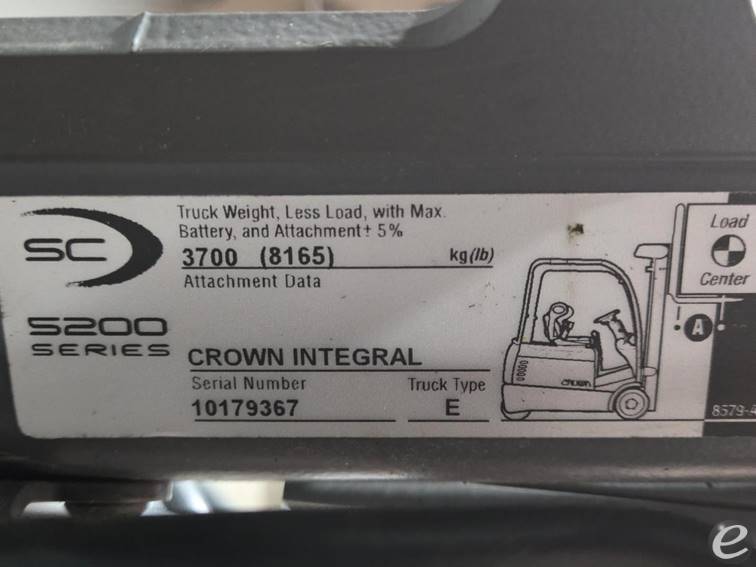 SC
5200
SERIES
Truck Weight, Less Load, with Max.
Battery, and Attachment± 5%
3700 (8165) kg(lb)
Attachment Data
CROWN INTEGRAL
Serial Number Truck Type
10179367 E
CROWN
Load
Center
A
8579-A
e